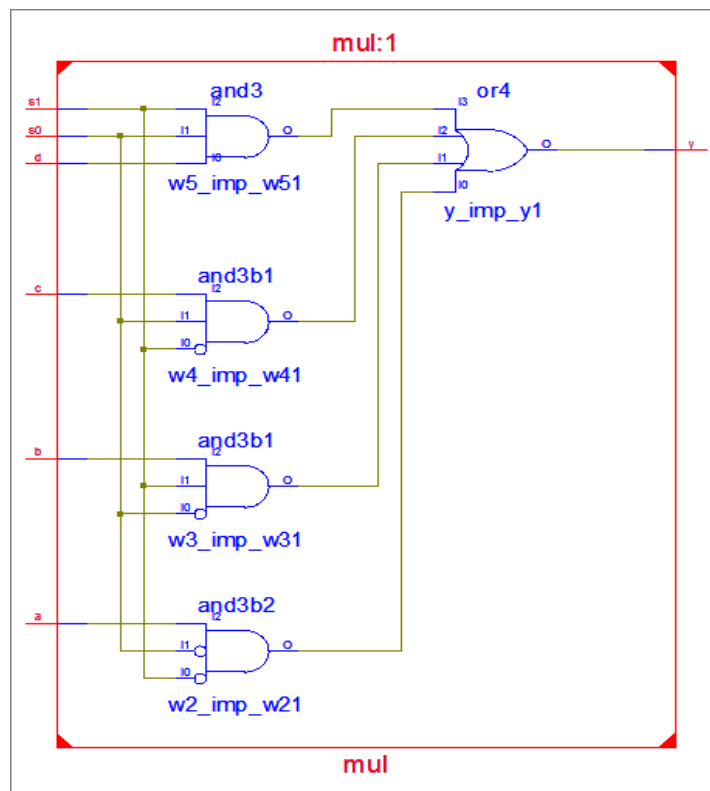 mul:1
and3
or4
s1
I2
I3
O
s0
I1
I2
O
y
d
I0
I1
w5_imp_w51
I0
y_imp_y1
and3b1
c
I2
I1
O
I0
w4_imp_w41
and3b1
b
I2
I1
O
I0
w3_imp_w31
and3b2
a
I2
I1
O
I0
w2_imp_w21
mul